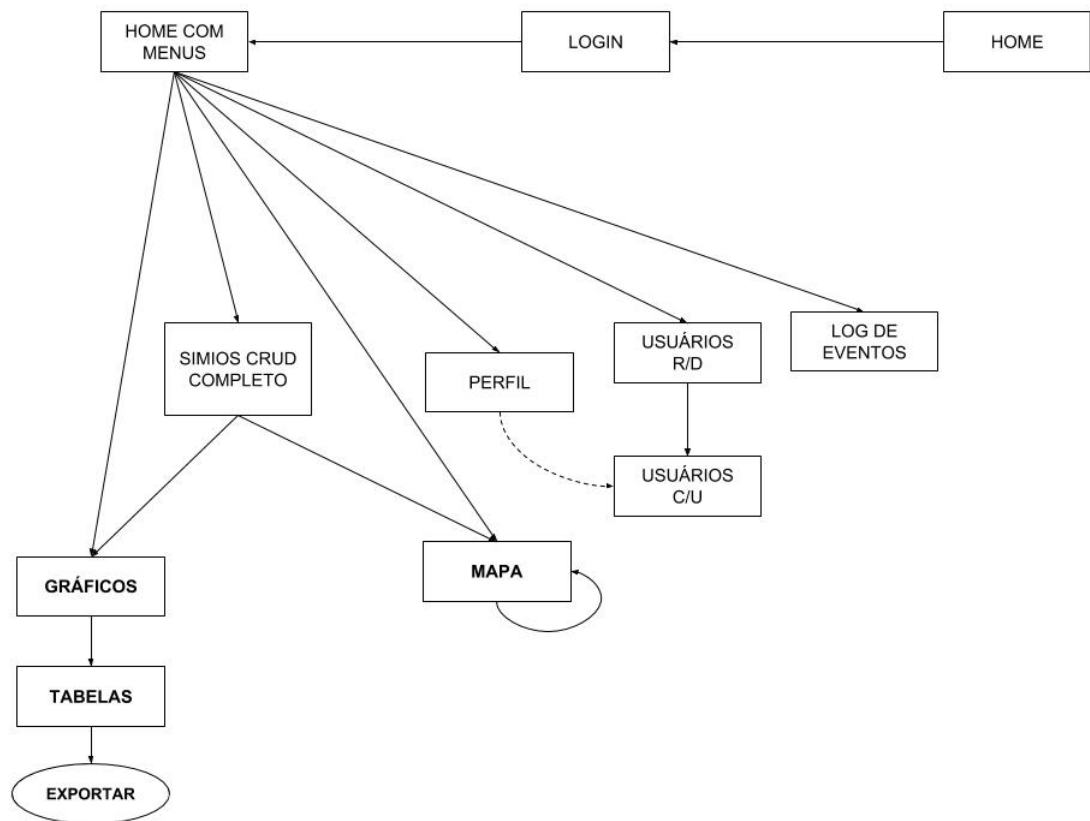 HOME COM
MENUS
LOGIN
HOME
SIMIOS CRUD
COMPLETO
PERFIL
USUÁRIOS
R/D
LOG DE
EVENTOS
USUÁRIOS
C/U
GRÁFICOS
MAPA
TABELAS
EXPORTAR